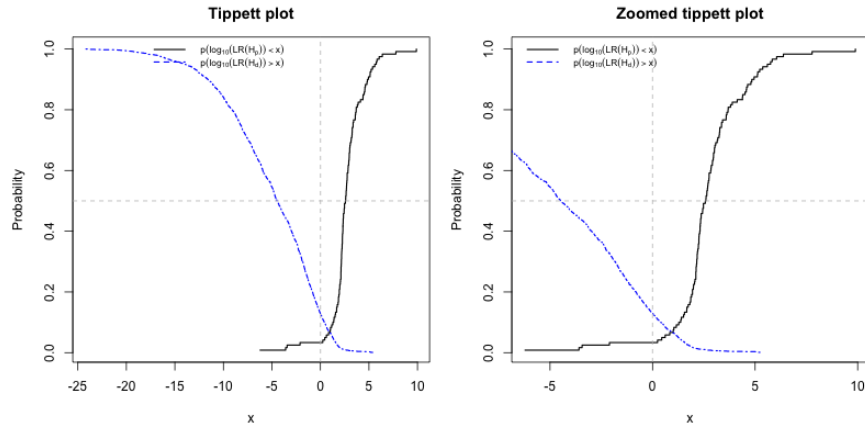 Tippett plot
p(log10(LR(Hp)) < x)
p(log10(LR(Hd)) > x)
Probability
1.0
0.8
0.6
0.4
0.2
0.0
-25 -20 -15 -10 -5 0 5 10
x
Zoomed tippett plot
p(log10(LR(Hp)) < x)
p(log10(LR(Hd)) > x)
Probability
1.0
0.8
0.6
0.4
0.2
0.0
-5 0 5 10
x